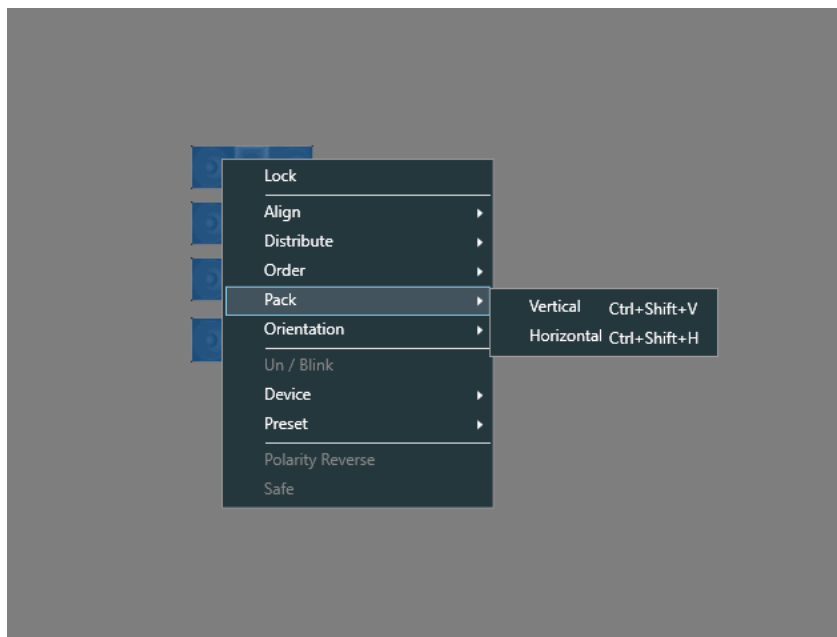 Lock
Align
Distribute
Order
Pack
Vertical Ctrl+Shift+V
Horizontal Ctrl+Shift+H
Orientation
Un / Blink
Device
Preset
Polarity Reverse
Safe